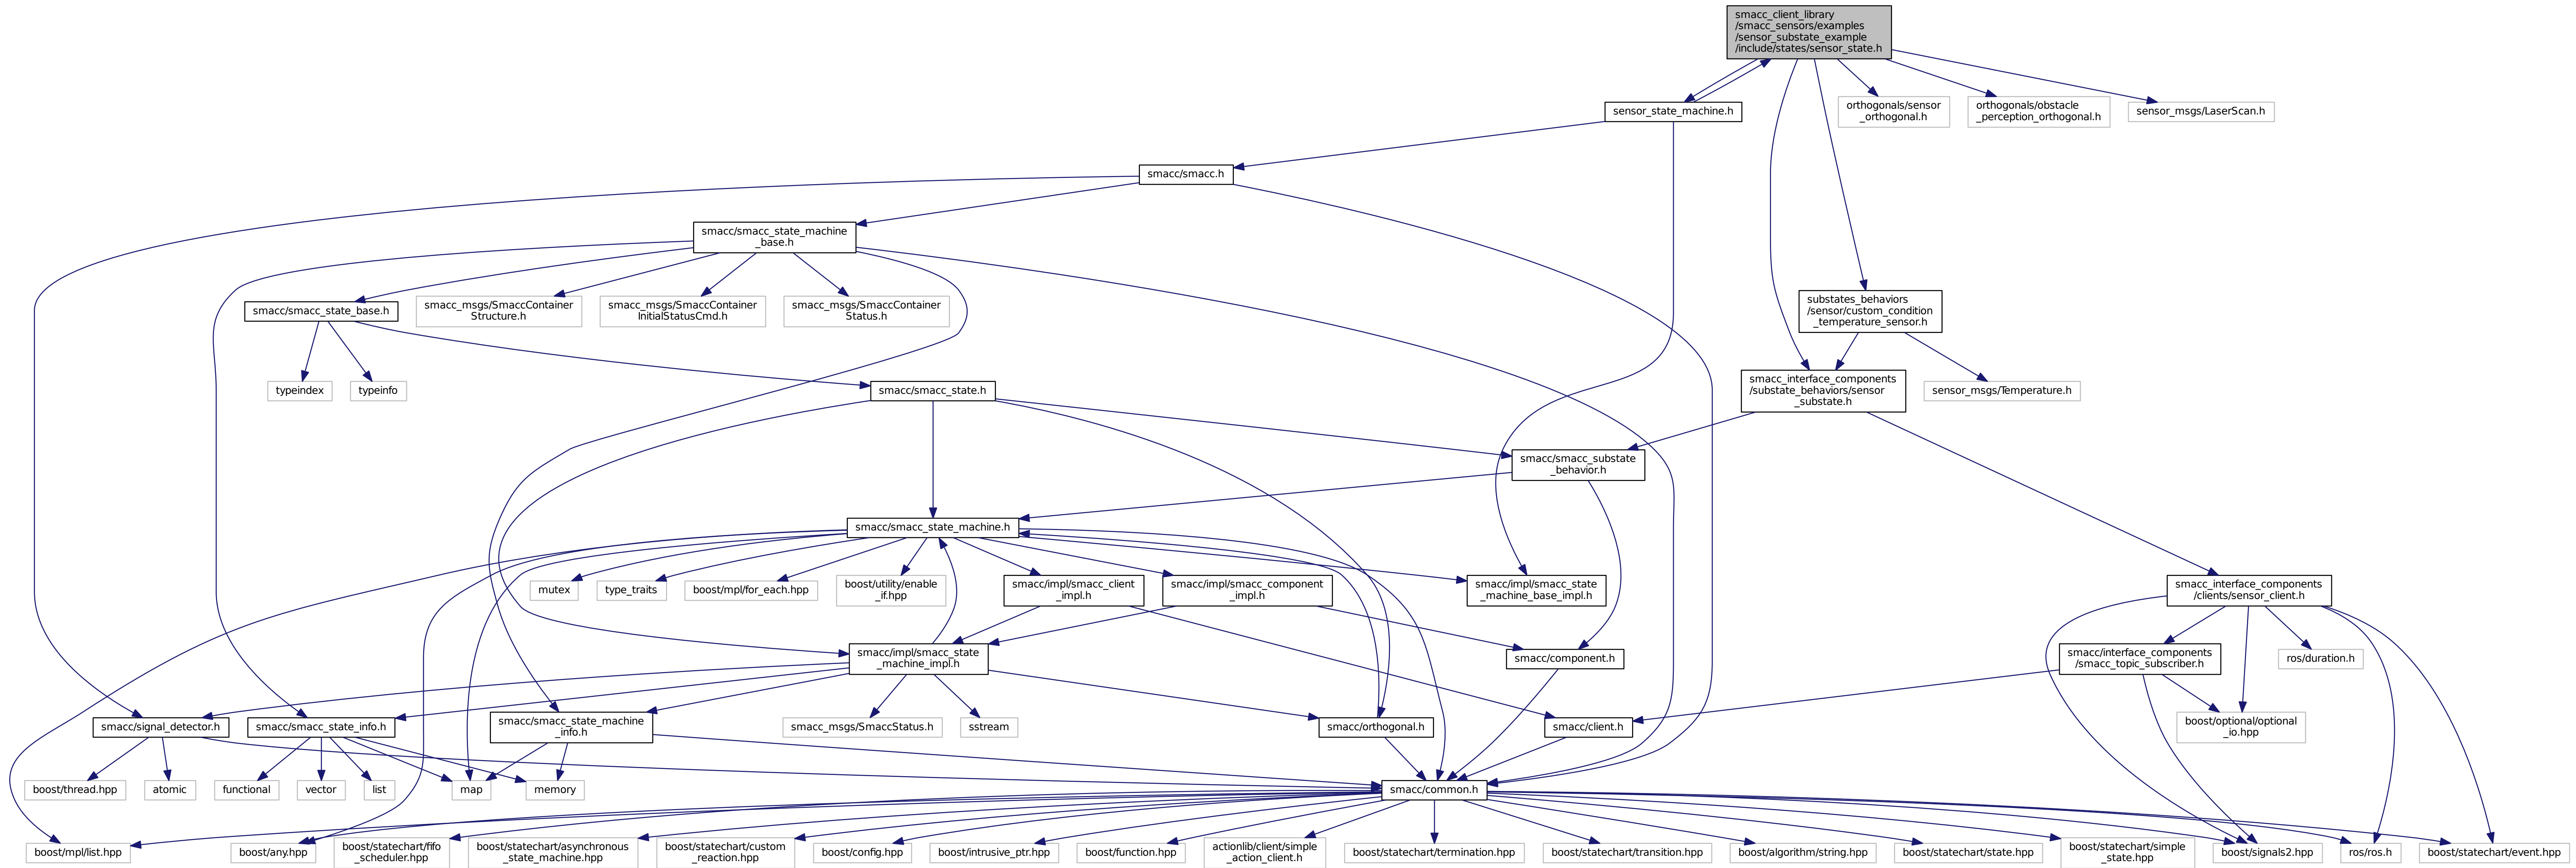 smacc_client_library
/smacc_sensors/examples
/sensor_substate_example
/include/states/sensor_state.h
sensor_state_machine.h
orthogonals/sensor
_orthogonal.h
orthogonals/obstacle
_perception_orthogonal.h
sensor_msgs/LaserScan.h
smacc/smacc.h
smacc/smacc_state_machine
_base.h
smacc/smacc_state_base.h
smacc_msgs/SmaccContainer
Structure.h
smacc_msgs/SmaccContainer
InitialStatusCmd.h
smacc_msgs/SmaccContainer
Status.h
substates_behaviors
/sensor/custom_condition
_temperature_sensor.h
typeindex
typeinfo
smacc/smacc_state.h
smacc_interface_components
/substate_behaviors/sensor
_substate.h
sensor_msgs/Temperature.h
smacc/smacc_substate
_behavior.h
smacc/smacc_state_machine.h
mutex
type_traits
boost/mpl/for_each.hpp
boost/utility/enable
_if.hpp
smacc/impl/smacc_client
_impl.h
smacc/impl/smacc_component
_impl.h
smacc/impl/smacc_state
_machine_base_impl.h
smacc_interface_components
/clients/sensor_client.h
smacc/impl/smacc_state
_machine_impl.h
smacc/component.h
smacc/interface_components
/smacc_topic_subscriber.h
ros/duration.h
smacc/signal_detector.h
smacc/smacc_state_info.h
smacc/smacc_state_machine
_info.h
smacc_msgs/SmaccStatus.h
sstream
smacc/orthogonal.h
smacc/client.h
boost/optional/optional
_io.hpp
boost/thread.hpp
atomic
functional
vector
list
map
memory
smacc/common.h
boost/mpl/list.hpp
boost/any.hpp
boost/statechart/fifo
_scheduler.hpp
boost/statechart/asynchronous
_state_machine.hpp
boost/statechart/custom
_reaction.hpp
boost/config.hpp
boost/intrusive_ptr.hpp
boost/function.hpp
actionlib/client/simple
_action_client.h
boost/statechart/termination.hpp
boost/statechart/transition.hpp
boost/algorithm/string.hpp
boost/statechart/state.hpp
boost/statechart/simple
_state.hpp
boost/signals2.hpp
ros/ros.h
boost/statechart/event.hpp